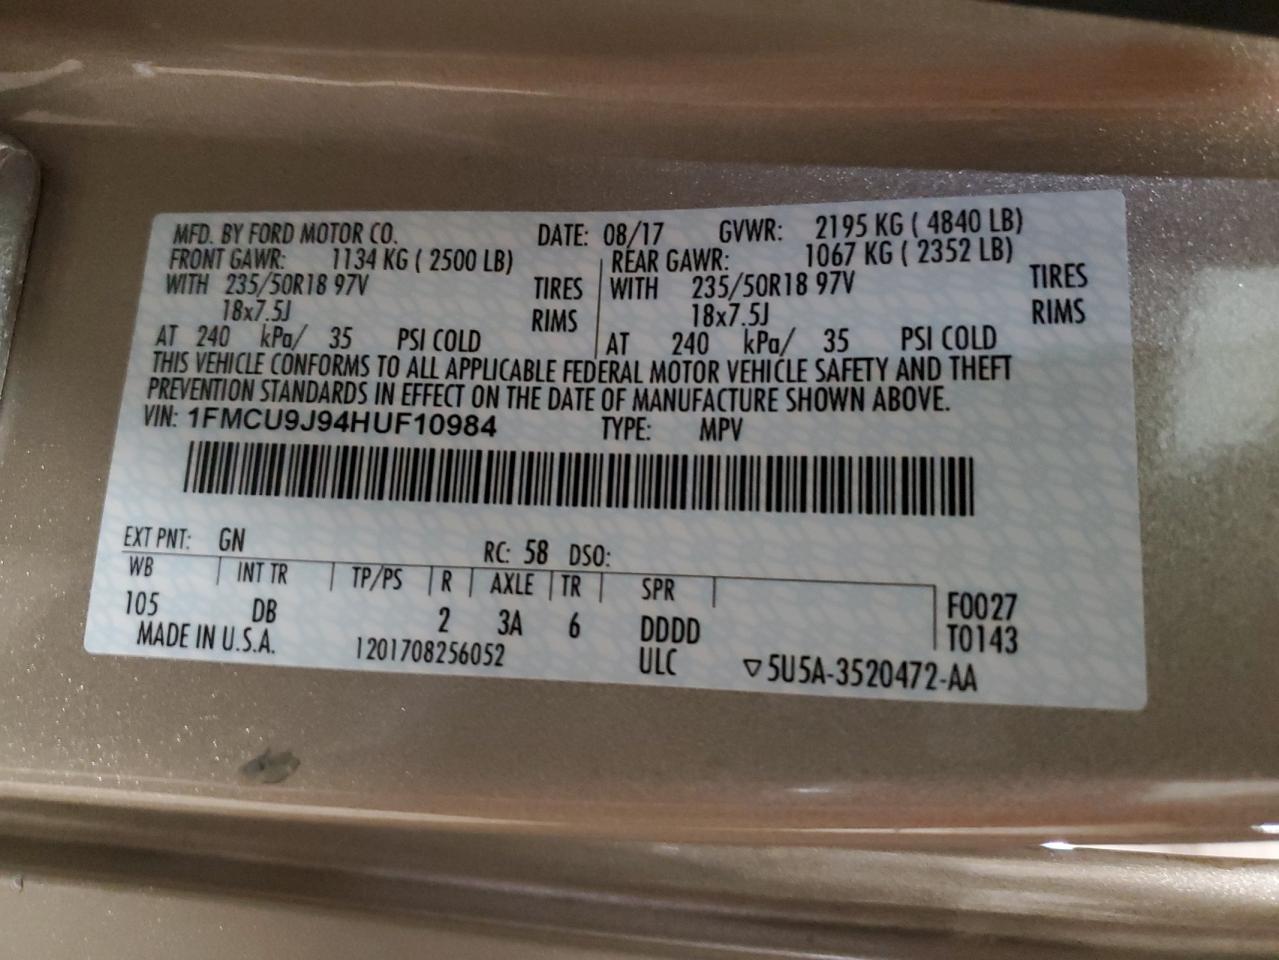 MFD. BY FORD MOTOR CO. DATE: 08/17 GVWR: 2195 KG ( 4840 LB)
FRONT GAWR: 1134 KG ( 2500 LB) REAR GAWR: 1067 KG ( 2352 LB)
WITH 235/50R18 97V TIRES WITH 235/50R18 97V TIRES
18x7.5J RIMS 18x7.5J RIMS
AT 240 kPa/ 35 PSI COLD AT 240 kPa/ 35 PSI COLD
THIS VEHICLE CONFORMS TO ALL APPLICABLE FEDERAL MOTOR VEHICLE SAFETY AND THEFT
PREVENTION STANDARDS IN EFFECT ON THE DATE OF MANUFACTURE SHOWN ABOVE.
VIN: 1FMCU9J94HUF10984 TYPE: MPV
EXT PNT: GN RC: 58 DSO:
WB INT TR TP/PS R AXLE TR SPR
105 DB 2 3A 6 DDDD F0027
T0143
MADE IN U.S.A. 1201708256052 ULC ▽5U5A-3520472-AA